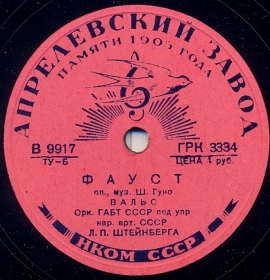 АПРЕЛЕВСКИЙ ЗАВОД
ПАМЯТИ 1905 ГОДА
В 9917
ТУ-Б
ГРК 3334
ЦЕНА руб.
ФАУСТ
оп., муз. Ш. Гуно
ВАЛЬС
Орк. ГАБТ СССР под упр
нар. арт. СССР
Л. П. ШТЕЙНБЕРГА
НКОМ СССР